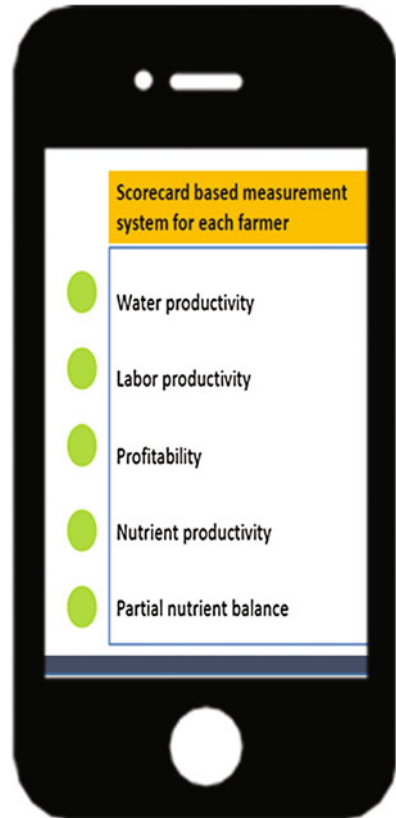 Scorecard based measurement
system for each farmer
Water productivity
Labor productivity
Profitability
Nutrient productivity
Partial nutrient balance